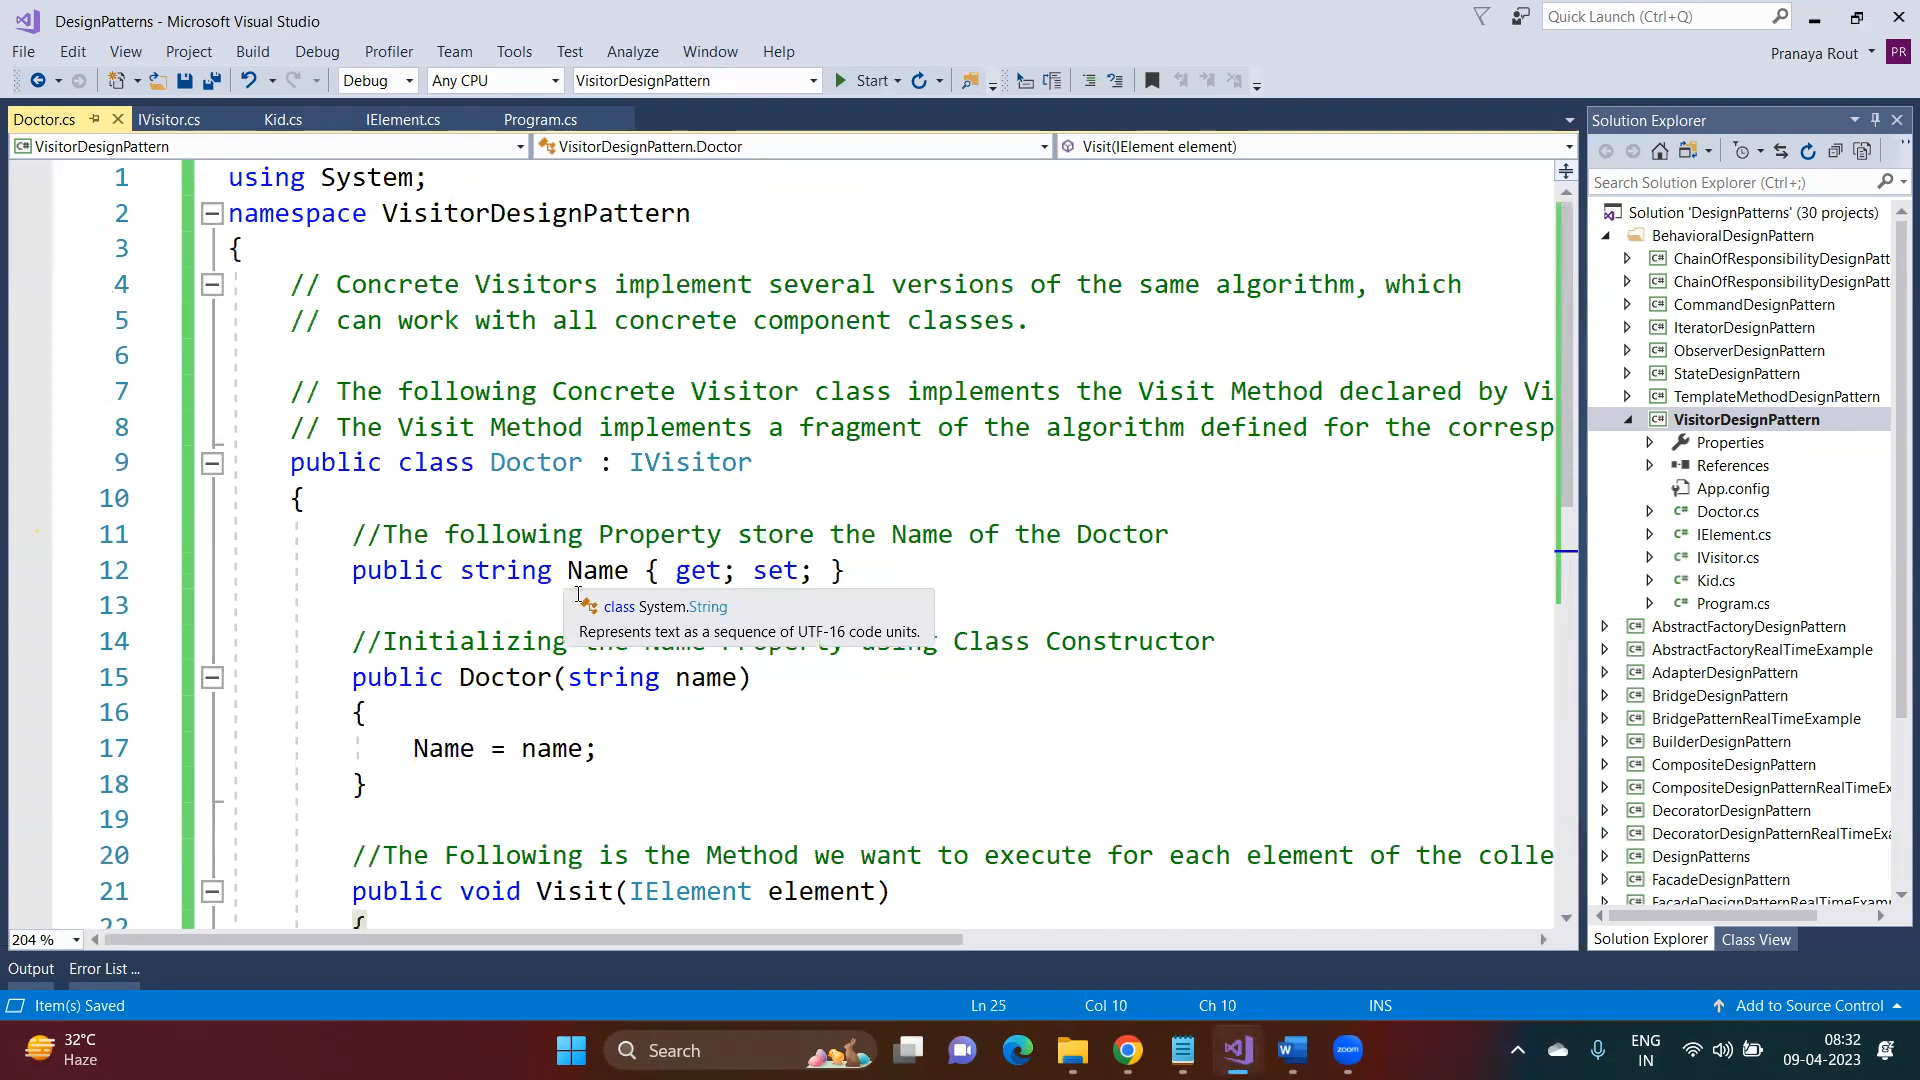 DesignPatterns - Microsoft Visual Studio
Quick Launch (Ctrl+Q)
File Edit View Project Build Debug Profiler Team Tools Test Analyze Window Help
Pranaya Rout PR
Debug Any CPU VisitorDesignPattern Start
Doctor.cs IVisitor.cs Kid.cs IElement.cs Program.cs
VisitorDesignPattern VisitorDesignPattern.Doctor Visit(IElement element)
1 using System;
2 namespace VisitorDesignPattern
3 {
4 // Concrete Visitors implement several versions of the same algorithm, which
5 // can work with all concrete component classes.
6
7 // The following Concrete Visitor class implements the Visit Method declared by Vi
8 // The Visit Method implements a fragment of the algorithm defined for the corresp
9 public class Doctor : IVisitor
10 {
11 //The following Property store the Name of the Doctor
12 public string Name { get; set; }
13
class System.String
Represents text as a sequence of UTF-16 code units.
14 //Initializing the Name Property using Class Constructor
15 public Doctor(string name)
16 {
17 Name = name;
18 }
19
20 //The Following is the Method we want to execute for each element of the colle
21 public void Visit(IElement element)
22 {
204 %
Solution Explorer
Search Solution Explorer (Ctrl+;)
Solution 'DesignPatterns' (30 projects)
BehavioralDesignPattern
ChainOfResponsibilityDesignPatt
ChainOfResponsibilityDesignPatt
CommandDesignPattern
IteratorDesignPattern
ObserverDesignPattern
StateDesignPattern
TemplateMethodDesignPattern
VisitorDesignPattern
Properties
References
App.config
Doctor.cs
IElement.cs
IVisitor.cs
Kid.cs
Program.cs
AbstractFactoryDesignPattern
AbstractFactoryRealTimeExample
AdapterDesignPattern
BridgeDesignPattern
BridgePatternRealTimeExample
BuilderDesignPattern
CompositeDesignPattern
CompositeDesignPatternRealTimeEx
DecoratorDesignPattern
DecoratorDesignPatternRealTimeExa
DesignPatterns
FacadeDesignPattern
FacadeDesignPatternRealTimeExam
Solution Explorer Class View
Output Error List ...
Item(s) Saved Ln 25 Col 10 Ch 10 INS Add to Source Control
32°C
Haze
Search
zoom
ENG
IN
08:32
09-04-2023